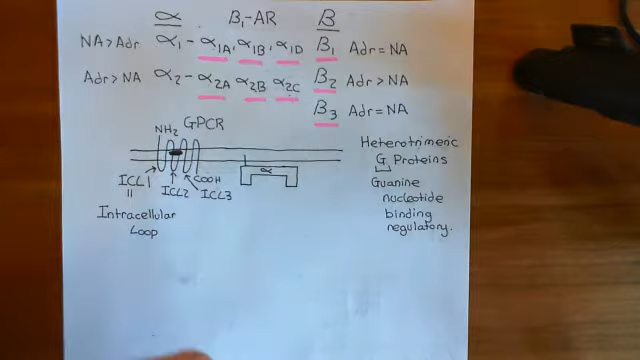 α β₁-AR β
NA > Adr α₁ - α₁A, α₁B, α₁D β₁ Adr = NA
Adr > NA α₂ - α₂A α₂B α₂C β₂ Adr > NA
β₃ Adr = NA
GPCR
NH₂
Heterotrimeric
G Proteins
Guanine
nucleotide
binding
regulatory.
α
COOH
ICL1
ICL2
ICL3
=
Intracellular
Loop